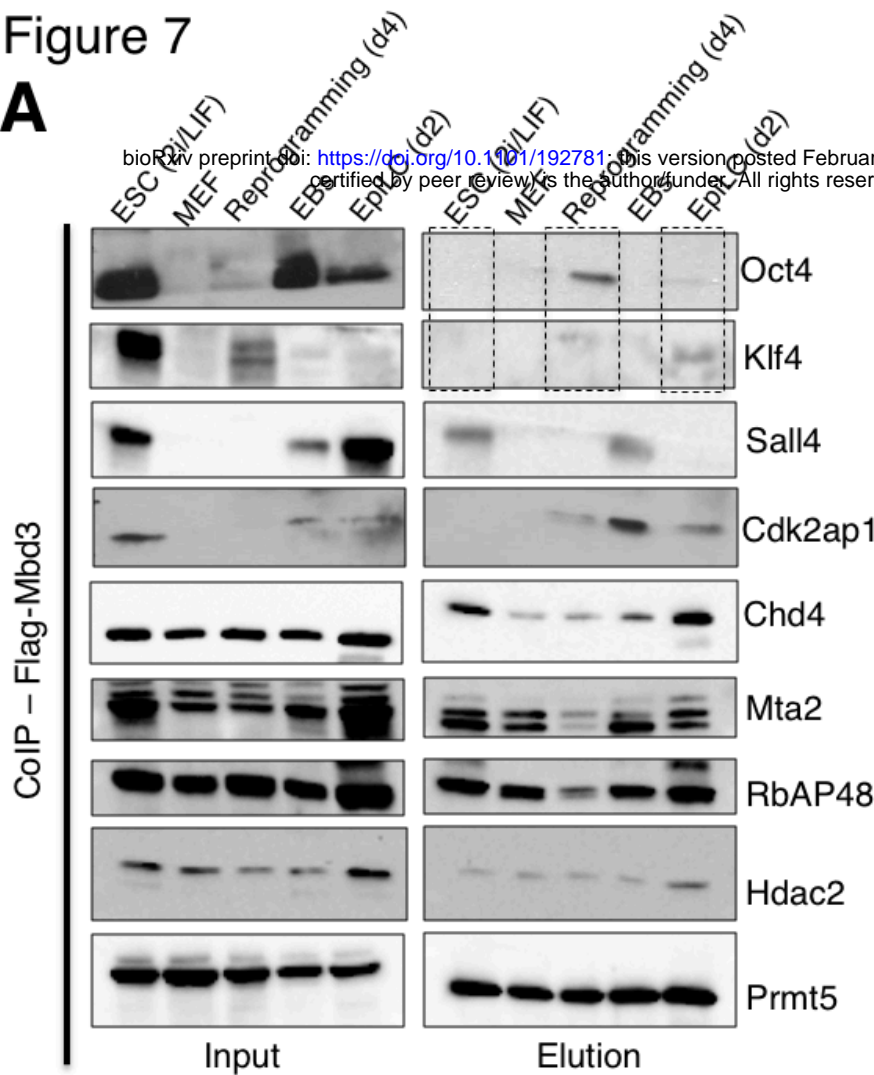 Figure 7
A
ESC (2i/LIF)
MEF
Reprogramming (d4)
EBs
EpiLC (d2)
ESC (2i/LIF)
MEF
Reprogramming (d4)
EBs
EpiLC (d2)
bioRxiv preprint doi: https://doi.org/10.1101/192781; this version posted Februar
certified by peer review) is the author/funder. All rights reser
CoIP – Flag-Mbd3
Oct4
Klf4
Sall4
Cdk2ap1
Chd4
Mta2
RbAP48
Hdac2
Prmt5
Input
Elution